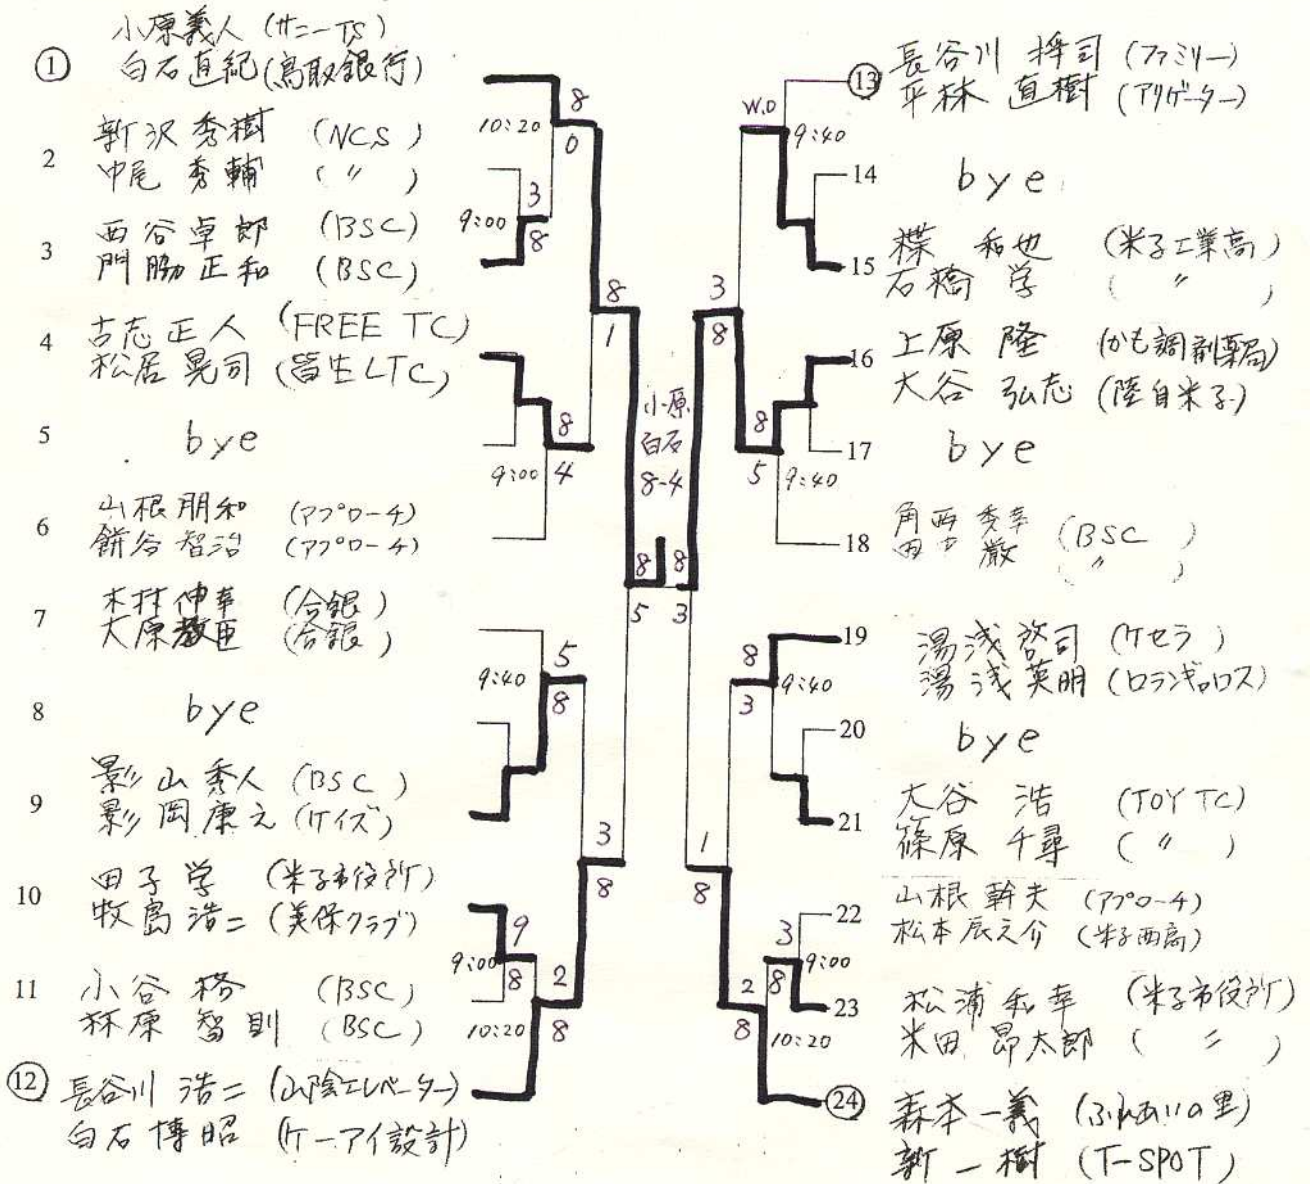 小原義人 (サニーTS)
① 白石直紀 (鳥取銀行)
2 新沢秀樹 (NCS)
中尾秀輔 (〃)
3 西谷卓郎 (BSC)
門脇正和 (BSC)
4 古志正人 (FREE TC)
松居晃司 (皆生LTC)
5 bye
6 山根朋和 (アプローチ)
餅谷智治 (アプローチ)
7 木村伸幸 (合銀)
大原教臣 (合銀)
8 bye
9 影山秀人 (BSC)
影岡康之 (ケイズ)
10 田子学 (米子市役所)
牧島浩二 (美保クラブ)
11 小谷格 (BSC)
林原智則 (BSC)
⑫ 長谷川浩二 (山陰エレベーター)
白石博昭 (ケーアイ設計)
8
10:20
0
3
9:00
8
8
1
8
9:00 4
5
9:40
8
3
8
9
9:00
8
2
10:20
8
小原
白石
8-4
8 8
5 3
W.O
9:40
3
8
8
5 9:40
8
9:40
3
1
8
3
9:00
8
2
8 10:20
⑬ 長谷川 将司 (ファミリー)
平林 直樹 (アリゲーター)
14 bye
15 楪 和也 (米子工業高)
石橋 学 (〃)
16 上原 隆 (かも調剤薬局)
大谷 弘志 (陸自米子)
17 bye
18 角西秀幸 (BSC)
巌 (〃)
19 湯浅啓司 (ケセラ)
湯浅英明 (ロランギャロス)
20 bye
21 大谷 浩 (TOY TC)
篠原 千尋 (〃)
22 山根幹夫 (アプローチ)
松本辰之介 (米子西高)
23 松浦和幸 (米子市役所)
米田昂太郎 (〃)
㉔ 森本一義 (ふれあいの里)
新一樹 (T-SPOT)